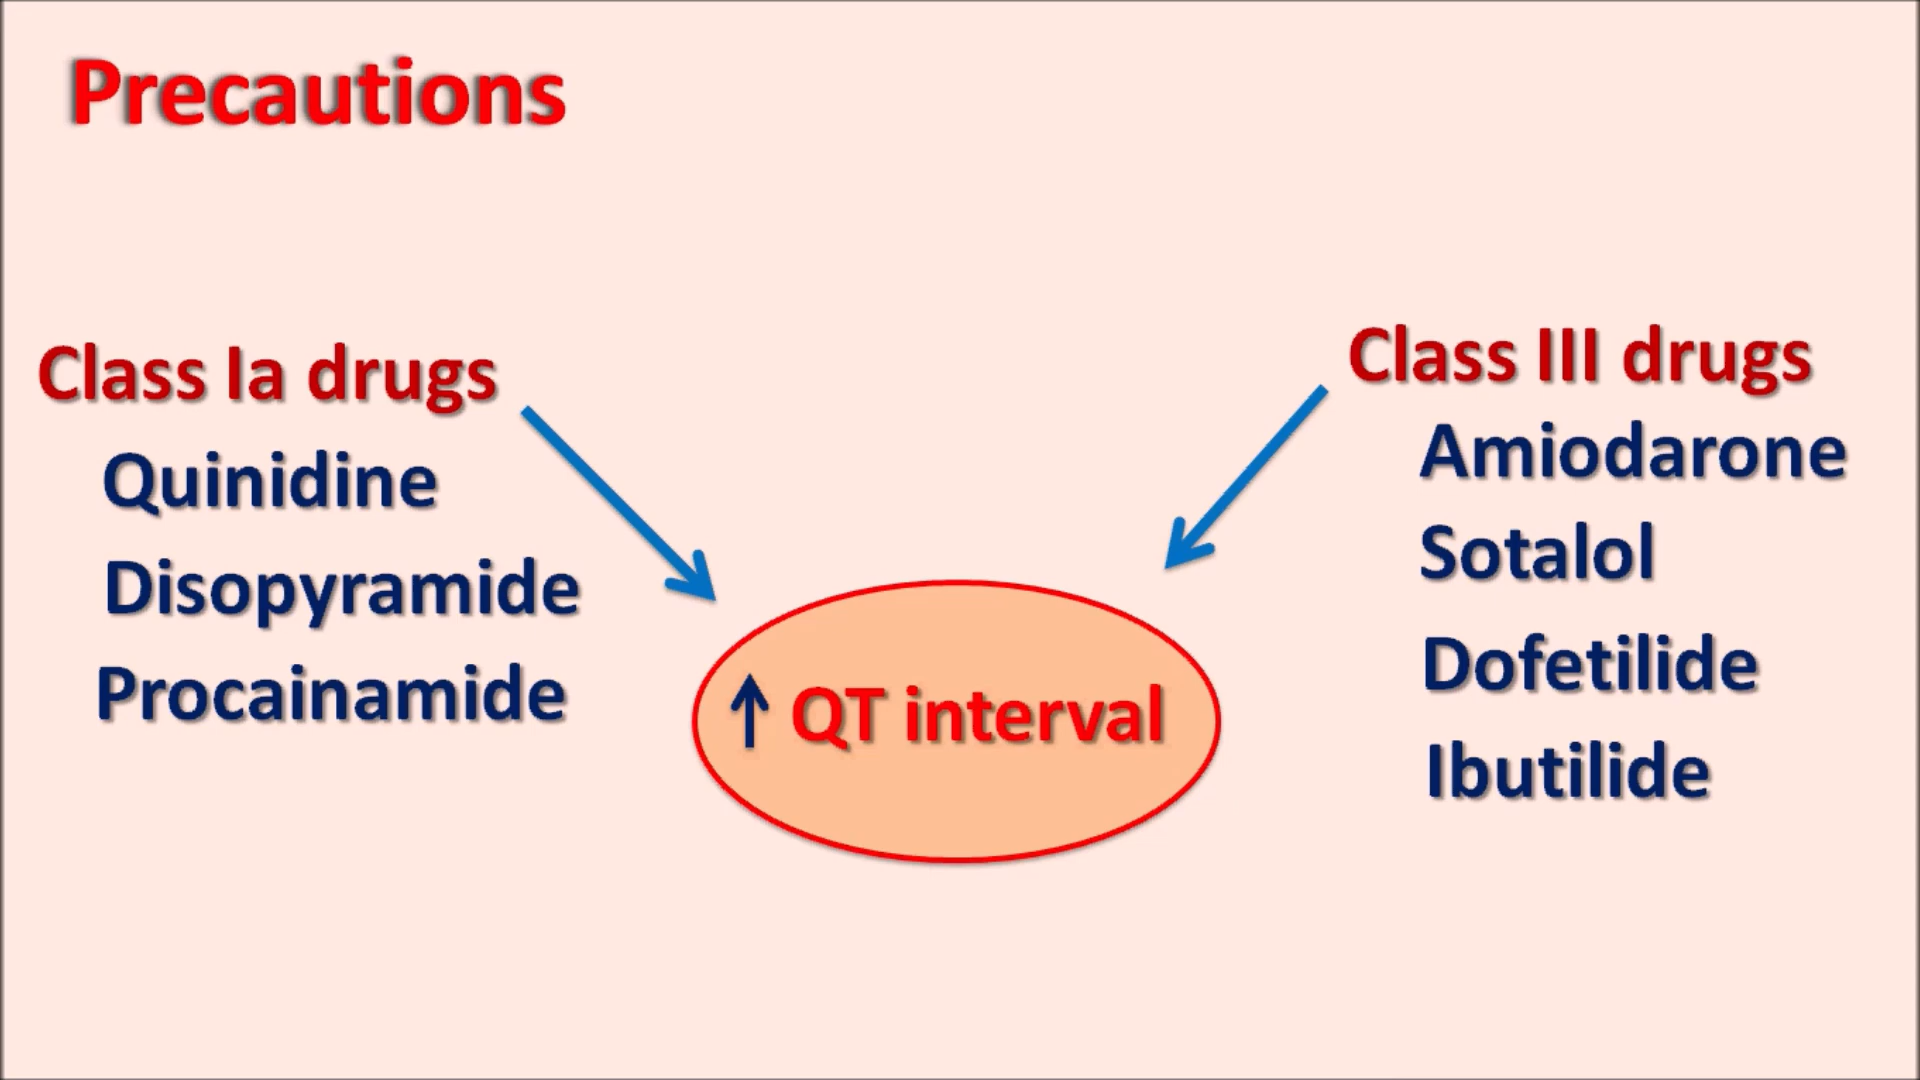 Precautions
Class Ia drugs
Quinidine
Disopyramide
Procainamide
Class III drugs
Amiodarone
Sotalol
Dofetilide
Ibutilide
↑ QT interval